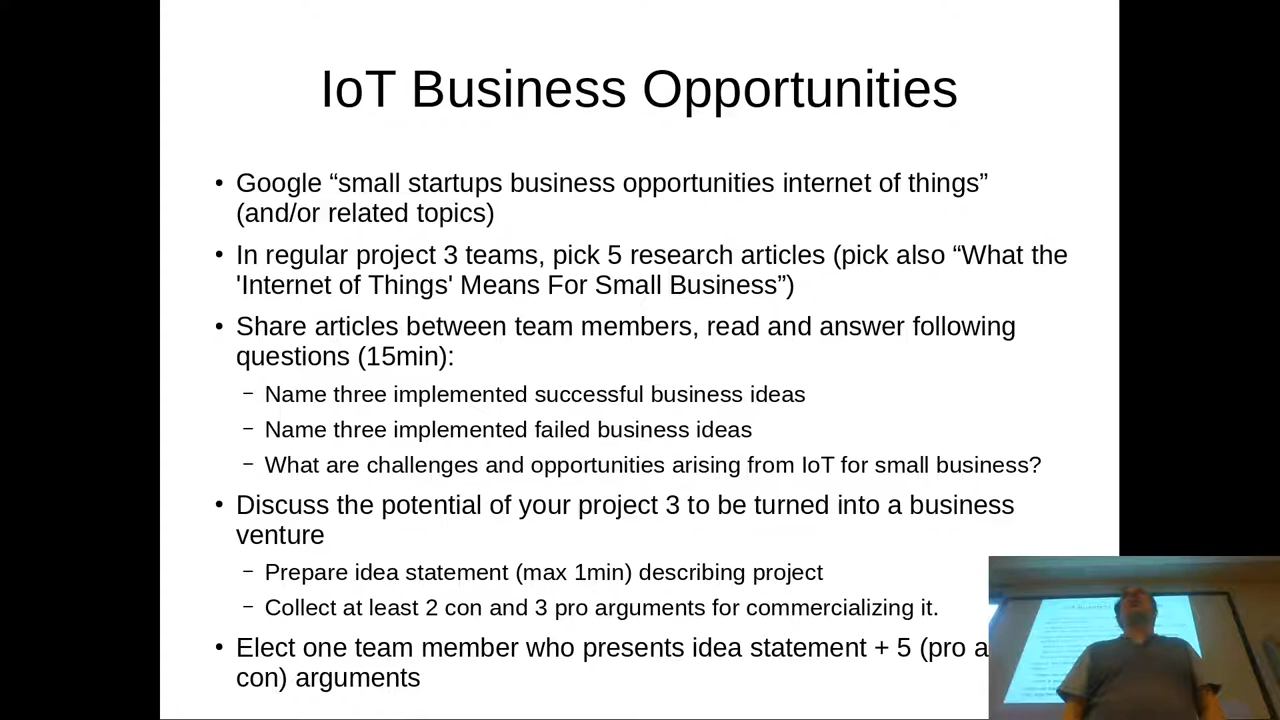 IoT Business Opportunities
• Google “small startups business opportunities internet of things”
(and/or related topics)
• In regular project 3 teams, pick 5 research articles (pick also “What the
'Internet of Things' Means For Small Business”)
• Share articles between team members, read and answer following
questions (15min):
– Name three implemented successful business ideas
– Name three implemented failed business ideas
– What are challenges and opportunities arising from IoT for small business?
• Discuss the potential of your project 3 to be turned into a business
venture
– Prepare idea statement (max 1min) describing project
– Collect at least 2 con and 3 pro arguments for commercializing it.
• Elect one team member who presents idea statement + 5 (pro a
con) arguments